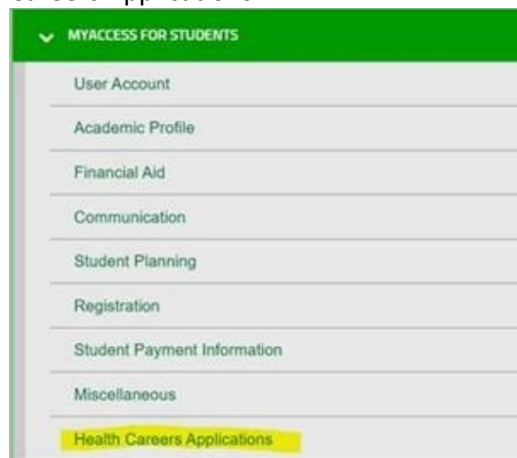 MYACCESS FOR STUDENTS
User Account
Academic Profile
Financial Aid
Communication
Student Planning
Registration
Student Payment Information
Miscellaneous
Health Careers Applications